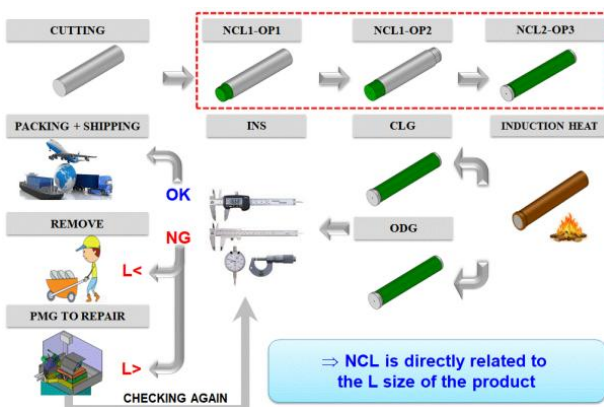 CUTTING
NCL1-OP1
NCL1-OP2
NCL2-OP3
PACKING + SHIPPING
INS
CLG
INDUCTION HEAT
OK
REMOVE
NG
ODG
L<
PMG TO REPAIR
L>
CHECKING AGAIN
⇒ NCL is directly related to
the L size of the product